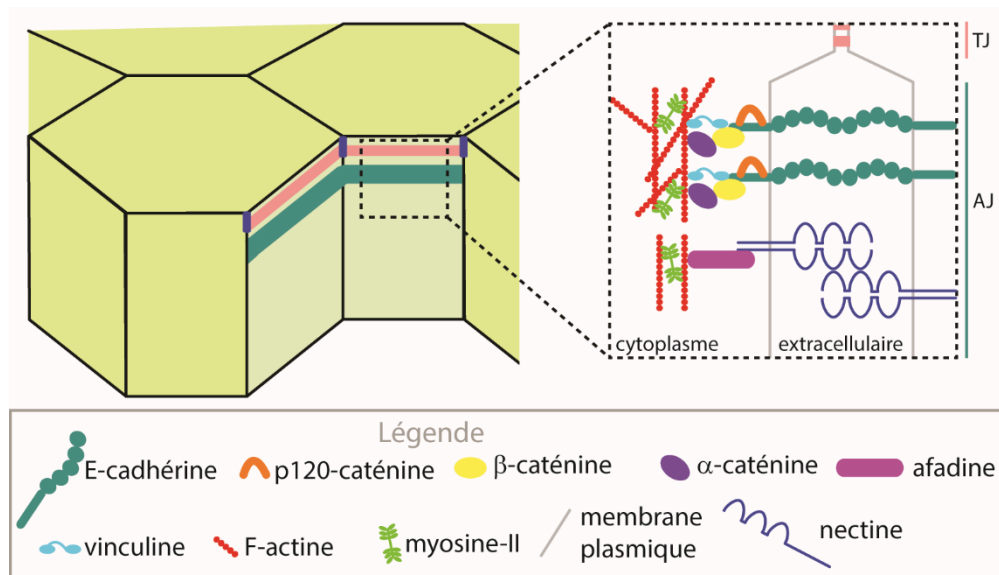 TJ
AJ
cytoplasme
extracellulaire
Légende
E-cadhérine
p120-caténine
β-caténine
α-caténine
afadine
vinculine
F-actine
myosine-II
membrane
plasmique
nectine